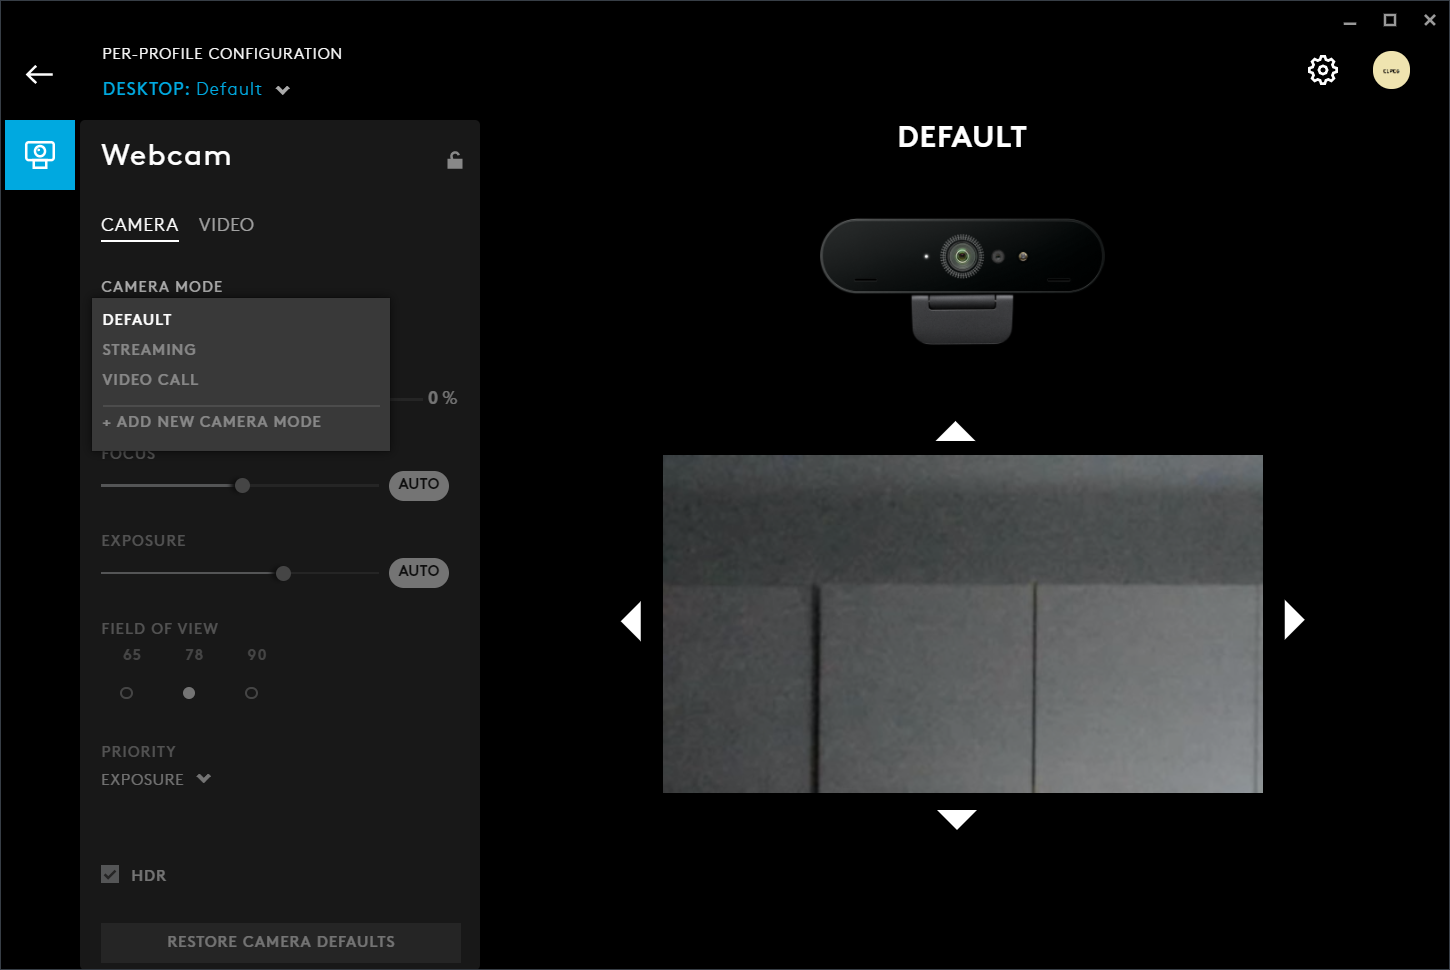 PER-PROFILE CONFIGURATION
DESKTOP: Default
Webcam
CAMERA VIDEO
CAMERA MODE
DEFAULT
STREAMING
VIDEO CALL
+ ADD NEW CAMERA MODE
0 %
FOCUS
AUTO
EXPOSURE
AUTO
FIELD OF VIEW
65 78 90
PRIORITY
EXPOSURE
HDR
RESTORE CAMERA DEFAULTS
DEFAULT